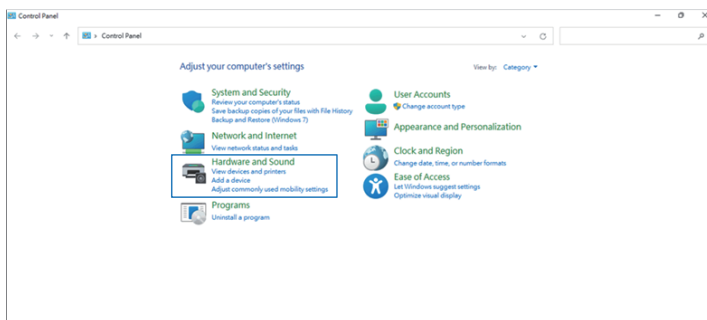 Control Panel
Control Panel
Adjust your computer's settings
View by: Category
System and Security
Review your computer's status
Save backup copies of your files with File History
Backup and Restore (Windows 7)
Network and Internet
View network status and tasks
Hardware and Sound
View devices and printers
Add a device
Adjust commonly used mobility settings
Programs
Uninstall a program
User Accounts
Change account type
Appearance and Personalization
Clock and Region
Change date, time, or number formats
Ease of Access
Let Windows suggest settings
Optimize visual display